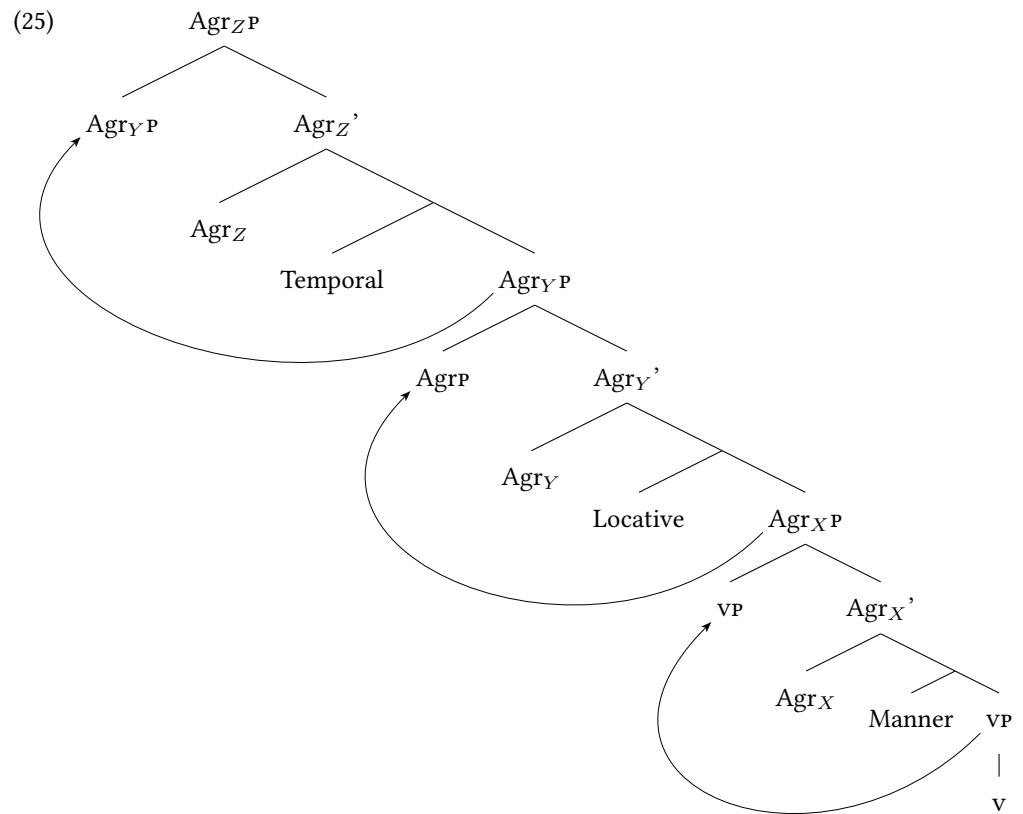 (25) Agr_Z P
Agr_Y P Agr_Z’
Agr_Z
Temporal Agr_Y P
AgrP Agr_Y’
Agr_Y
Locative Agr_X P
VP Agr_X’
Agr_X Manner VP
V